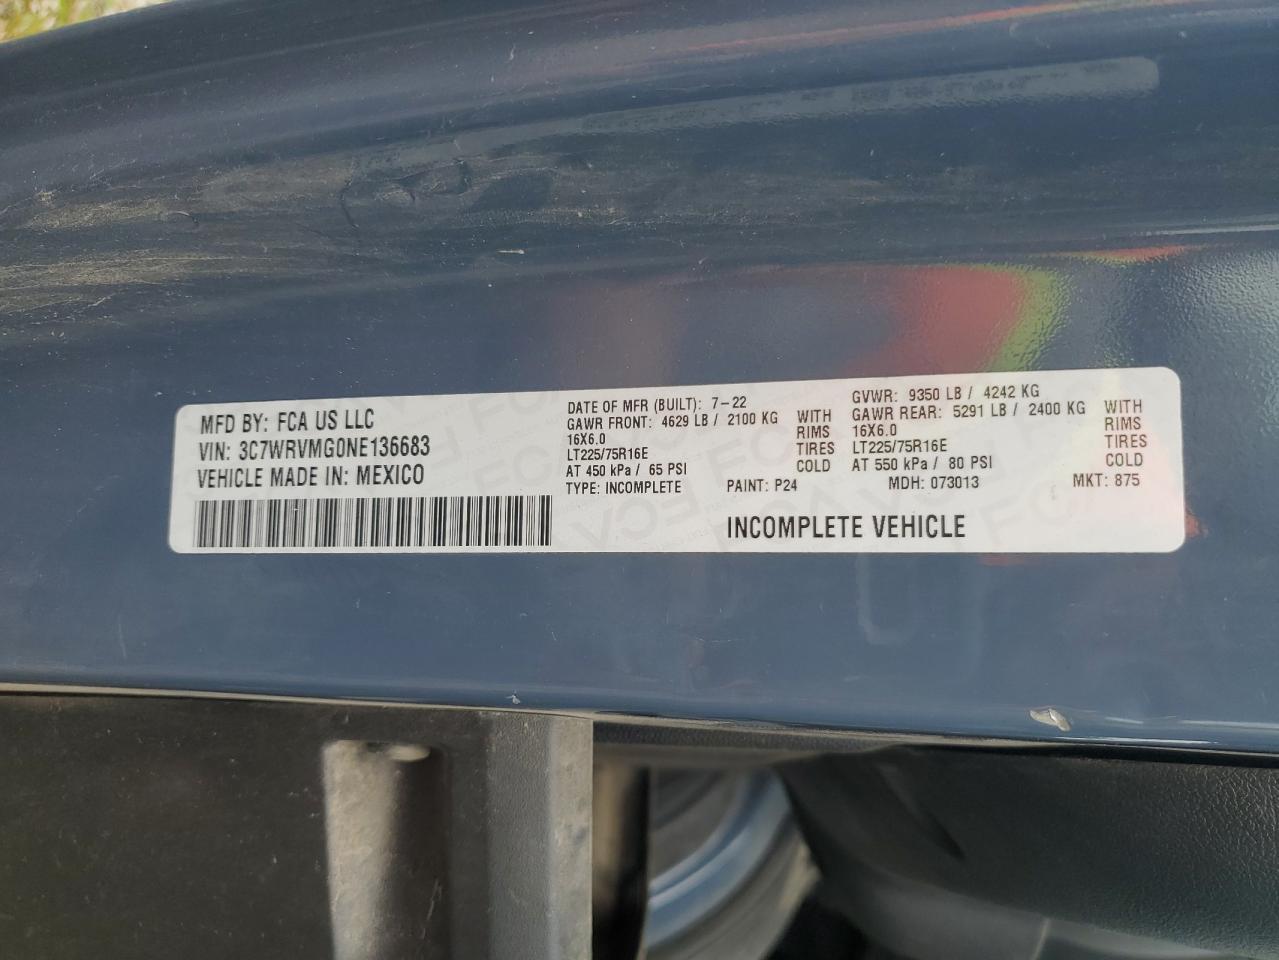 MFD BY: FCA US LLC
VIN: 3C7WRVMG0NE136683
VEHICLE MADE IN: MEXICO
DATE OF MFR (BUILT): 7-22
GAWR FRONT: 4629 LB / 2100 KG WITH
16X6.0 RIMS
LT225/75R16E TIRES
AT 450 kPa / 65 PSI COLD
TYPE: INCOMPLETE
GVWR: 9350 LB / 4242 KG
GAWR REAR: 5291 LB / 2400 KG WITH
16X6.0 RIMS
LT225/75R16E TIRES
AT 550 kPa / 80 PSI COLD
PAINT: P24 MDH: 073013 MKT: 875
INCOMPLETE VEHICLE